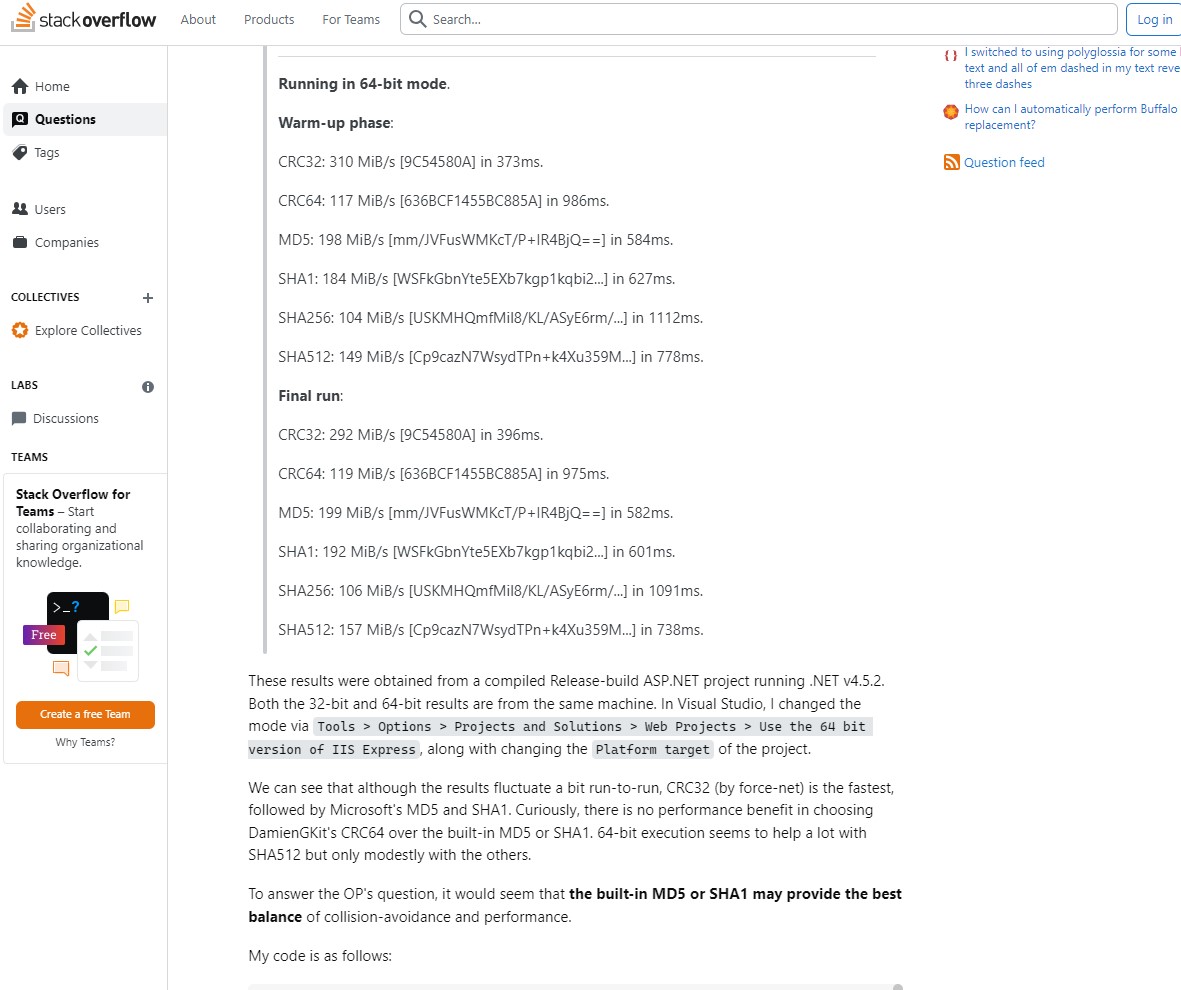 stackoverflow
About
Products
For Teams
Search...
Log in
Home
Questions
Tags
Users
Companies
COLLECTIVES
Explore Collectives
LABS
Discussions
TEAMS
Stack Overflow for
Teams – Start
collaborating and
sharing organizational
knowledge.
>_?
Free
Create a free Team
Why Teams?
Running in 64-bit mode.
Warm-up phase:
CRC32: 310 MiB/s [9C54580A] in 373ms.
CRC64: 117 MiB/s [636BCF1455BC885A] in 986ms.
MD5: 198 MiB/s [mm/JVFusWMKcT/P+IR4BjQ==] in 584ms.
SHA1: 184 MiB/s [WSFkGbnYte5EXb7kgp1kqbi2...] in 627ms.
SHA256: 104 MiB/s [USKMHQmfMil8/KL/ASyE6rm/...] in 1112ms.
SHA512: 149 MiB/s [Cp9cazN7WsydTPn+k4Xu359M...] in 778ms.
Final run:
CRC32: 292 MiB/s [9C54580A] in 396ms.
CRC64: 119 MiB/s [636BCF1455BC885A] in 975ms.
MD5: 199 MiB/s [mm/JVFusWMKcT/P+IR4BjQ==] in 582ms.
SHA1: 192 MiB/s [WSFkGbnYte5EXb7kgp1kqbi2...] in 601ms.
SHA256: 106 MiB/s [USKMHQmfMil8/KL/ASyE6rm/...] in 1091ms.
SHA512: 157 MiB/s [Cp9cazN7WsydTPn+k4Xu359M...] in 738ms.
These results were obtained from a compiled Release-build ASP.NET project running .NET v4.5.2.
Both the 32-bit and 64-bit results are from the same machine. In Visual Studio, I changed the
mode via Tools > Options > Projects and Solutions > Web Projects > Use the 64 bit
version of IIS Express, along with changing the Platform target of the project.
We can see that although the results fluctuate a bit run-to-run, CRC32 (by force-net) is the fastest,
followed by Microsoft's MD5 and SHA1. Curiously, there is no performance benefit in choosing
DamienGKit's CRC64 over the built-in MD5 or SHA1. 64-bit execution seems to help a lot with
SHA512 but only modestly with the others.
To answer the OP's question, it would seem that the built-in MD5 or SHA1 may provide the best
balance of collision-avoidance and performance.
My code is as follows:
I switched to using polyglossia for some
text and all of em dashed in my text reve
three dashes
How can I automatically perform Buffalo
replacement?
Question feed